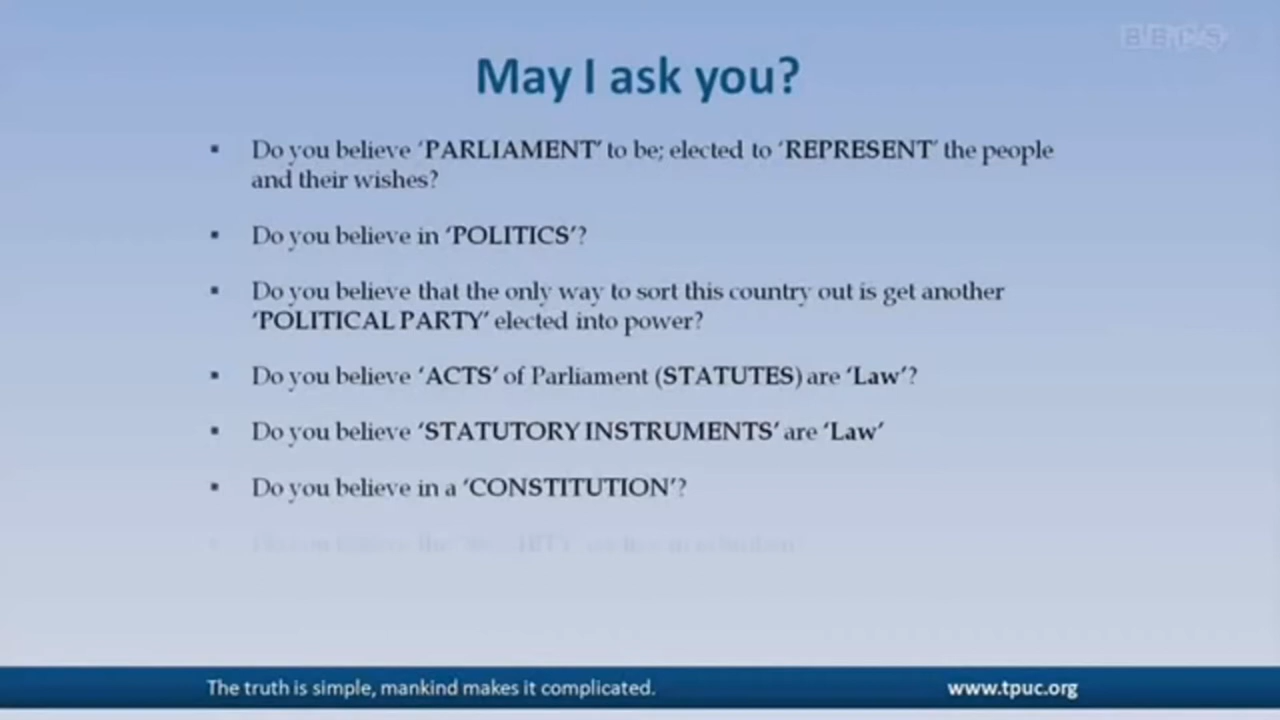 BBC5
May I ask you?
▪ Do you believe ‘PARLIAMENT’ to be; elected to ‘REPRESENT’ the people
and their wishes?
▪ Do you believe in ‘POLITICS’?
▪ Do you believe that the only way to sort this country out is get another
‘POLITICAL PARTY’ elected into power?
▪ Do you believe ‘ACTS’ of Parliament (STATUTES) are ‘Law’?
▪ Do you believe ‘STATUTORY INSTRUMENTS’ are ‘Law’
▪ Do you believe in a ‘CONSTITUTION’?
The truth is simple, mankind makes it complicated.
www.tpuc.org